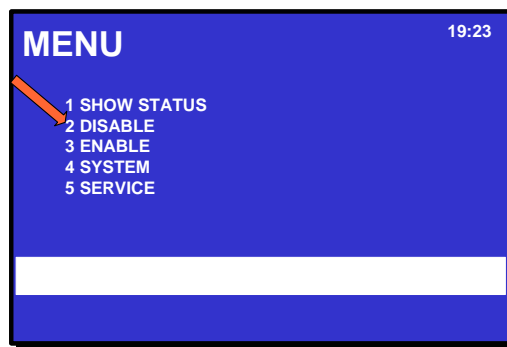 MENU
19:23
1 SHOW STATUS
2 DISABLE
3 ENABLE
4 SYSTEM
5 SERVICE